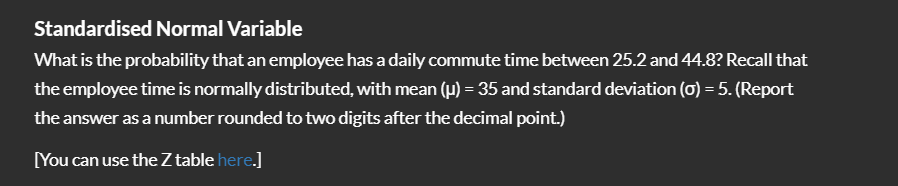 Standardised Normal Variable
What is the probability that an employee has a daily commute time between 25.2 and 44.8? Recall that
the employee time is normally distributed, with mean (μ) = 35 and standard deviation (σ) = 5. (Report
the answer as a number rounded to two digits after the decimal point.)
[You can use the Z table here.]